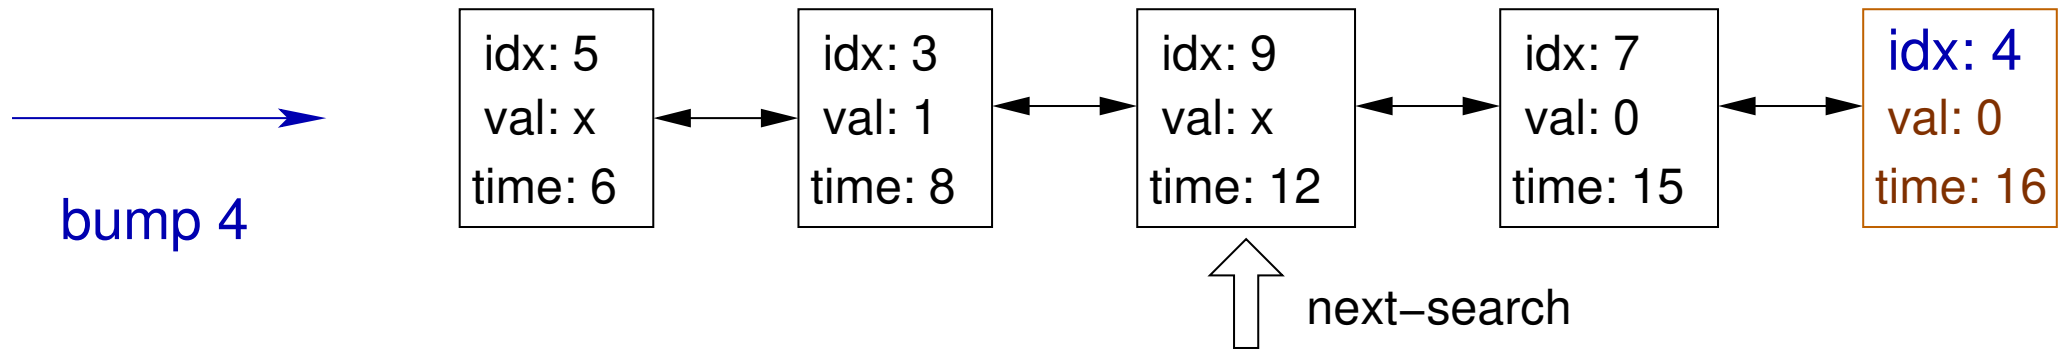 bump 4
idx: 5
val: x
time: 6
idx: 3
val: 1
time: 8
idx: 9
val: x
time: 12
idx: 7
val: 0
time: 15
idx: 4
val: 0
time: 16
next−search